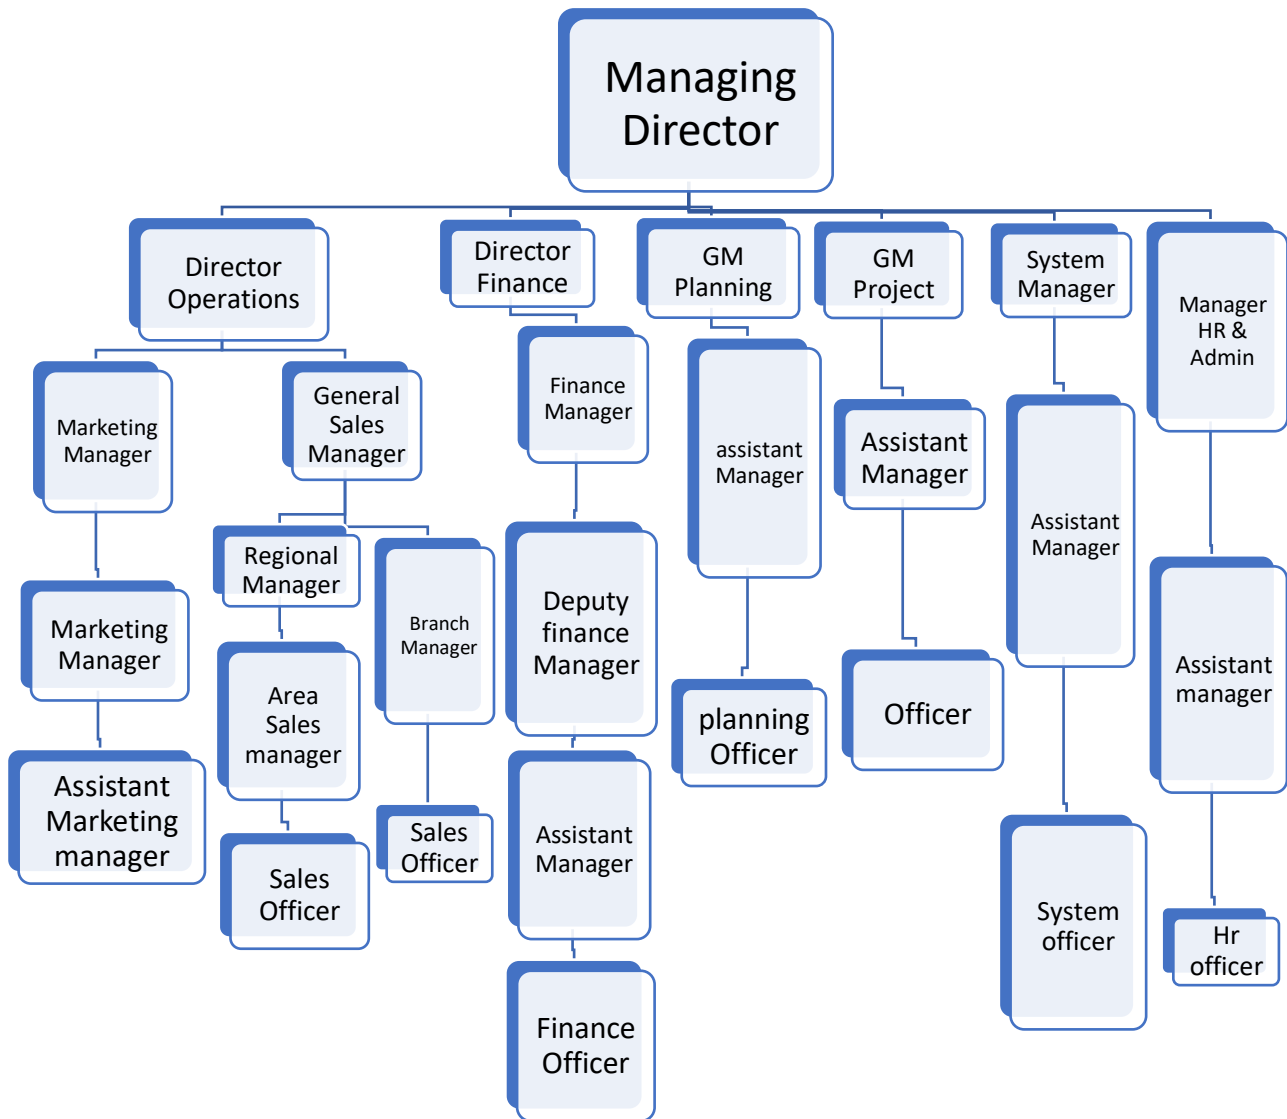 Managing
Director
Director
Operations
Director
Finance
GM
Planning
GM
Project
System
Manager
Manager
HR &
Admin
Marketing
Manager
General
Sales
Manager
Finance
Manager
assistant
Manager
Assistant
Manager
Assistant
Manager
Assistant
manager
Marketing
Manager
Regional
Manager
Branch
Manager
Deputy
finance
Manager
planning
Officer
Officer
System
officer
Hr
officer
Assistant
Marketing
manager
Area
Sales
manager
Sales
Officer
Assistant
Manager
Sales
Officer
Finance
Officer